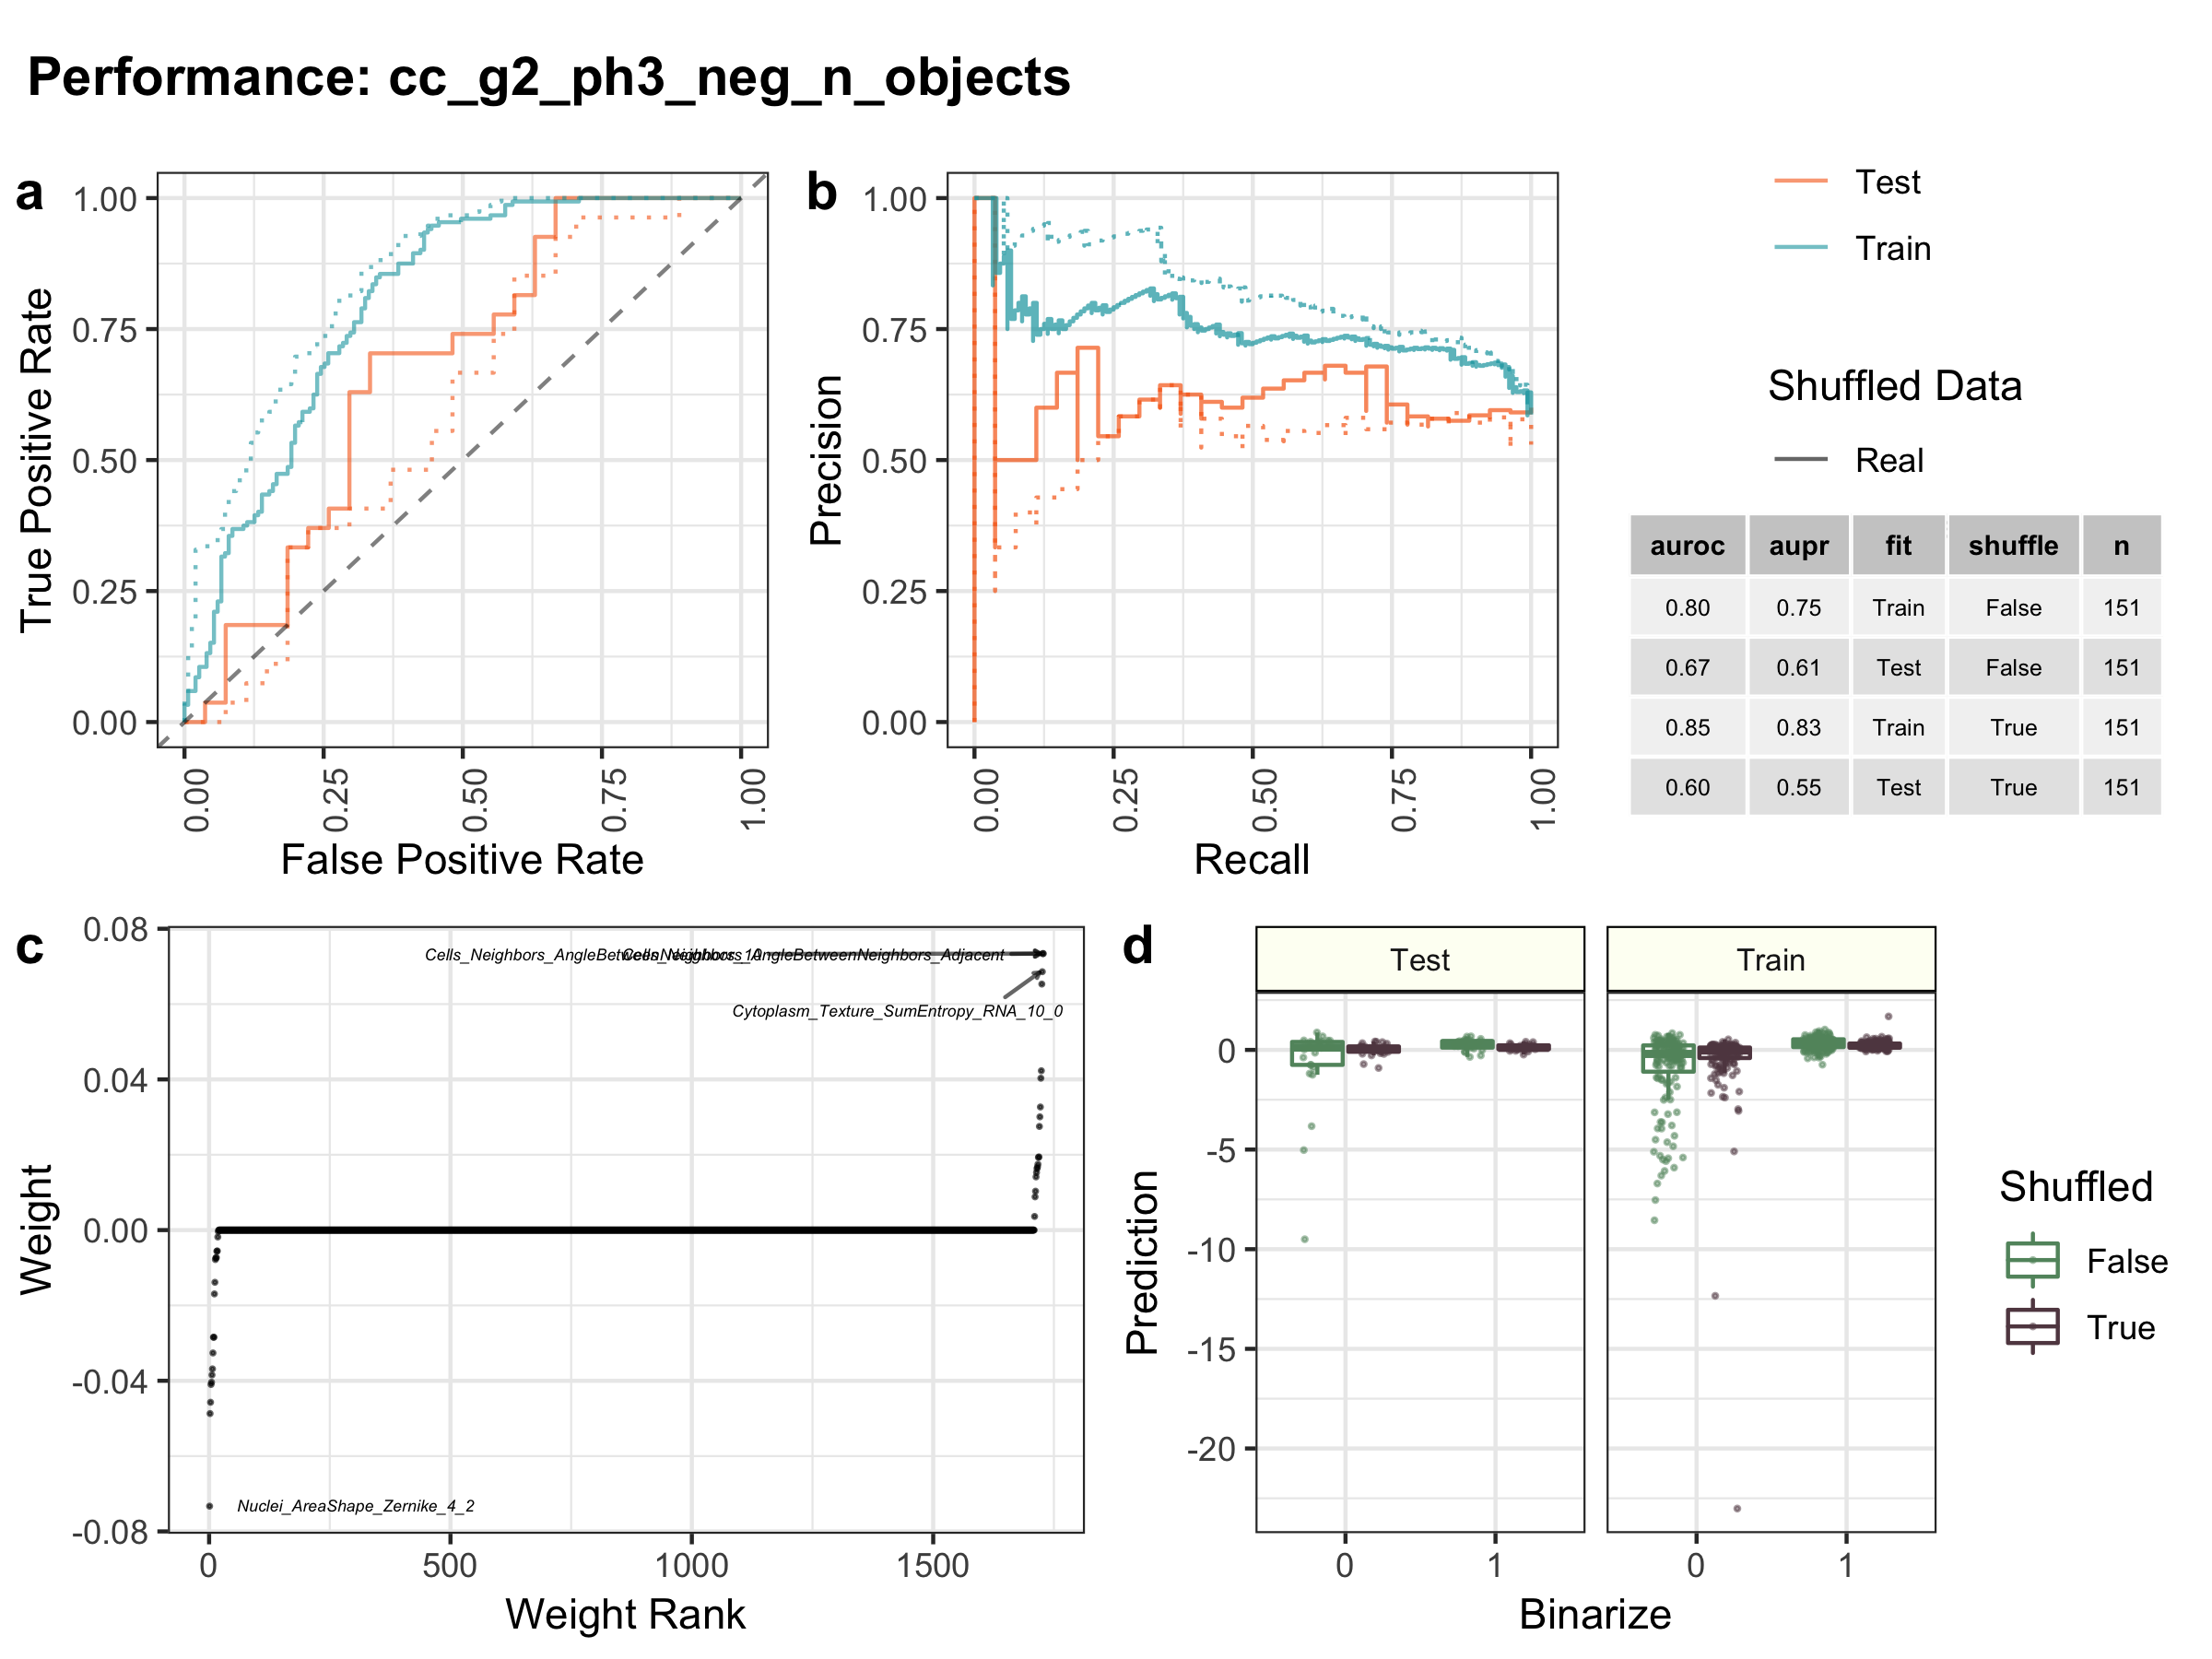 Performance: cc_g2_ph3_neg_n_objects
a
1.00
0.75
0.50
0.25
0.00
True Positive Rate
0.00
0.25
0.50
0.75
1.00
False Positive Rate
b
1.00
0.75
0.50
0.25
0.00
Precision
0.00
0.25
0.50
0.75
1.00
Recall
Test
Train
Shuffled Data
Real
auroc aupr fit shuffle n
0.80 0.75 Train False 151
0.67 0.61 Test False 151
0.85 0.83 Train True 151
0.60 0.55 Test True 151
c
0.08
0.04
0.00
-0.04
-0.08
Weight
Cells_Neighbors_AngleBetweenNeighbors_10
Cells_Neighbors_AngleBetweenNeighbors_Adjacent
Cytoplasm_Texture_SumEntropy_RNA_10_0
Nuclei_AreaShape_Zernike_4_2
0 500 1000 1500
Weight Rank
d
Test Train
0
-5
-10
-15
-20
Prediction
0 1 0 1
Binarize
Shuffled
False
True